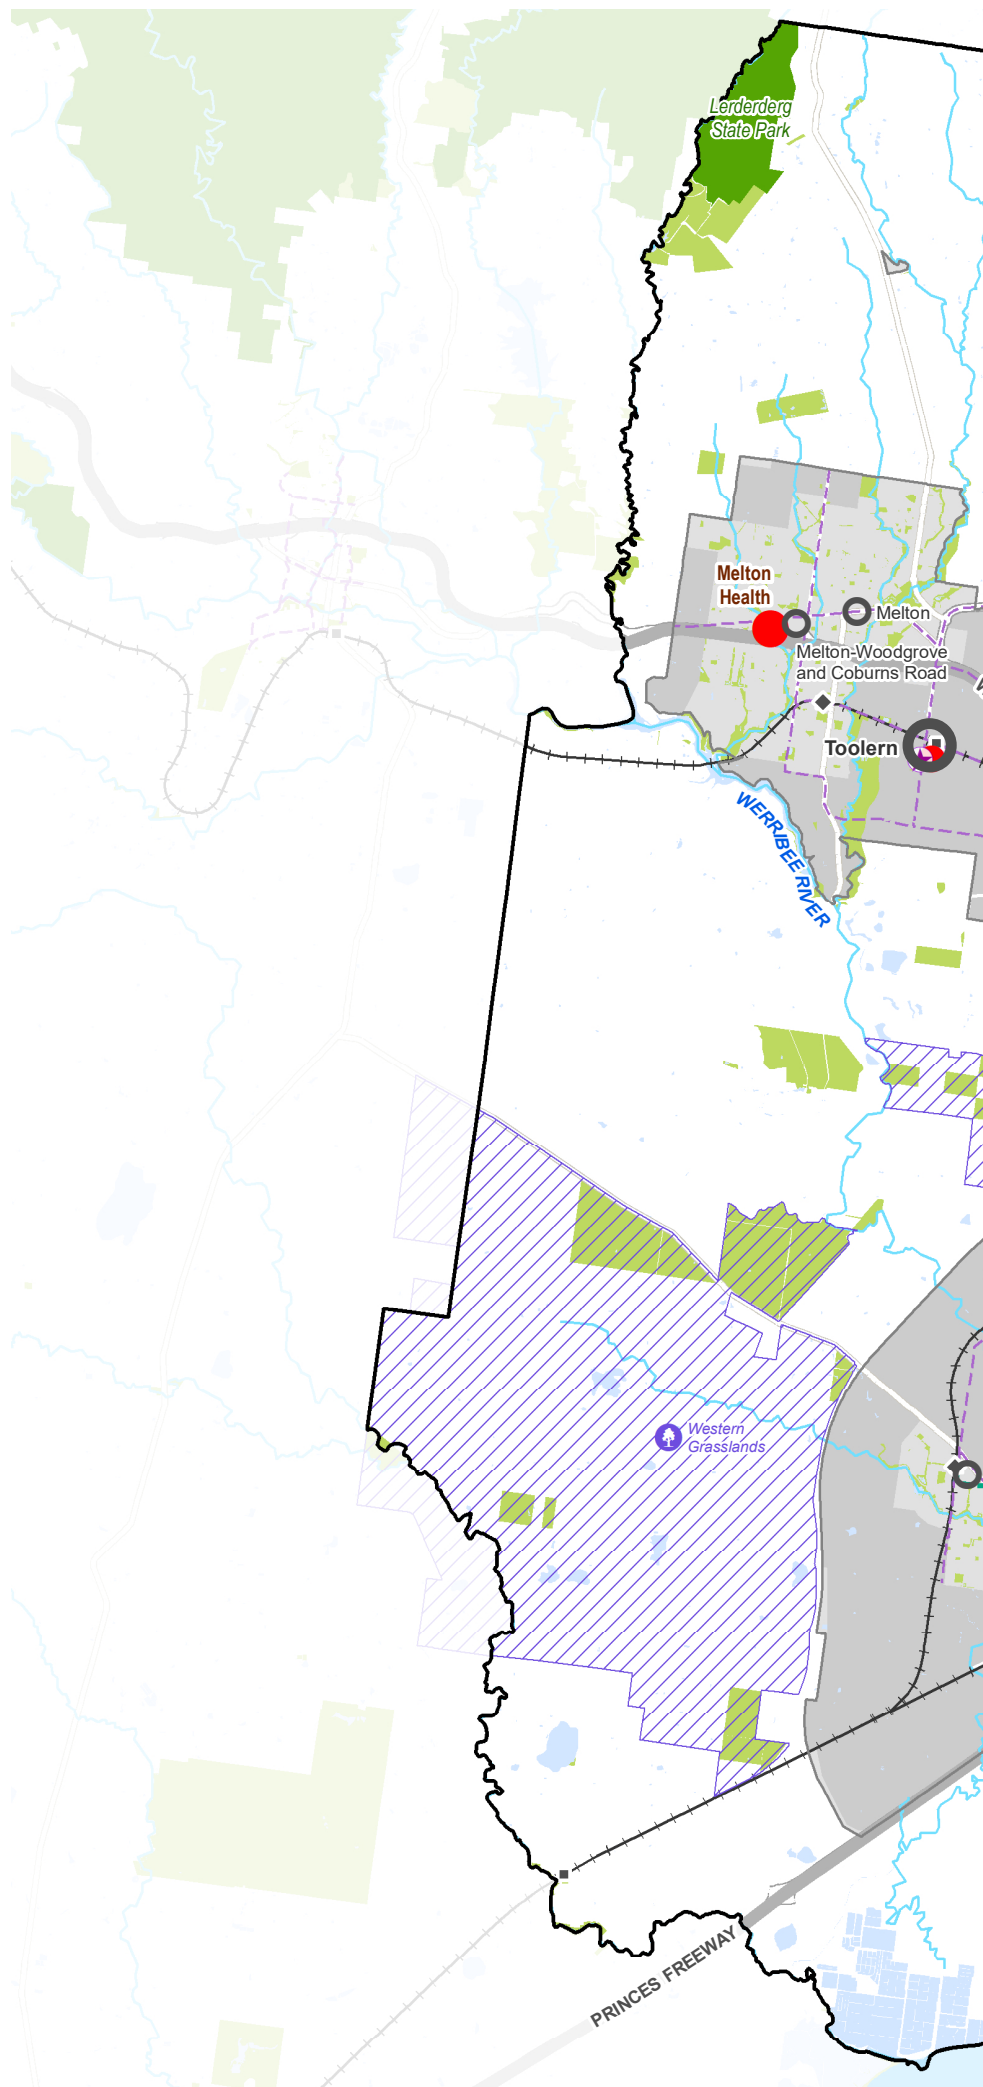 Lerderderg
State Park
Melton
Health
Melton
Melton-Woodgrove
and Coburns Road
Toolern
WERRIBEE RIVER
Western
Grasslands
PRINCES FREEWAY